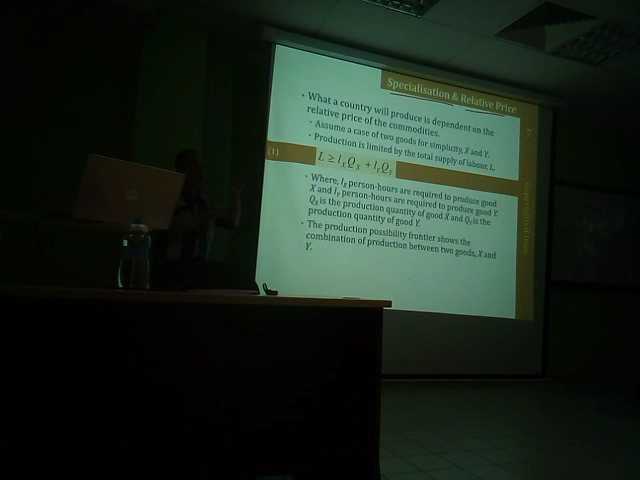 Specialisation & Relative Price
7
• What a country will produce is dependent on the
relative price of the commodities.
• Assume a case of two goods for simplicity, X and Y.
• Production is limited by the total supply of labour, L.
(1)
L ≥ lXQX + lYQY
• Where, lX person-hours are required to produce good
X and lY person-hours are required to produce good Y.
QX is the production quantity of good X and QY is the
production quantity of good Y.
• The production possibility frontier shows the
combination of production between two goods, X and
Y.
Copyrighted Item